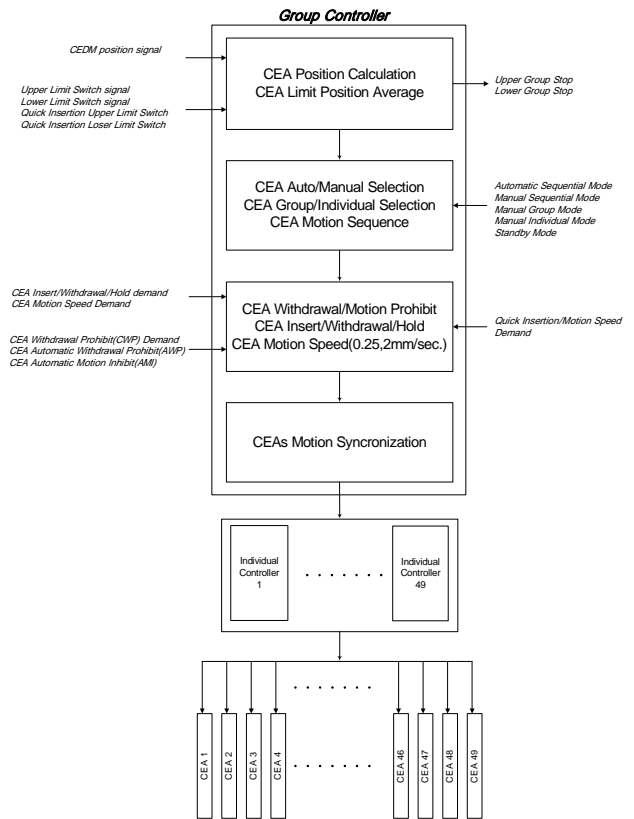 Group Controller
CEDM position signal
CEA Position Calculation
CEA Limit Position Average
Upper Limit Switch signal
Lower Limit Switch signal
Quick Insertion Upper Limit Switch
Quick Insertion Loser Limit Switch
Upper Group Stop
Lower Group Stop
CEA Auto/Manual Selection
CEA Group/Individual Selection
CEA Motion Sequence
Automatic Sequential Mode
Manual Sequential Mode
Manual Group Mode
Manual Individual Mode
Standby Mode
CEA Insert/Withdrawal/Hold demand
CEA Motion Speed Demand
CEA Withdrawal/Motion Prohibit
CEA Insert/Withdrawal/Hold
CEA Motion Speed(0.25,2mm/sec.)
Quick Insertion/Motion Speed
Demand
CEA Withdrawal Prohibit(CWP) Demand
CEA Automatic Withdrawal Prohibit(AWP)
CEA Automatic Motion Inhibit(AMI)
CEAs Motion Syncronization
Individual
Controller
1
. . . . . . .
Individual
Controller
49
. . . . . . .
CEA 1
CEA 2
CEA 3
CEA 4
. . . . . . .
CEA 46
CEA 47
CEA 48
CEA 49